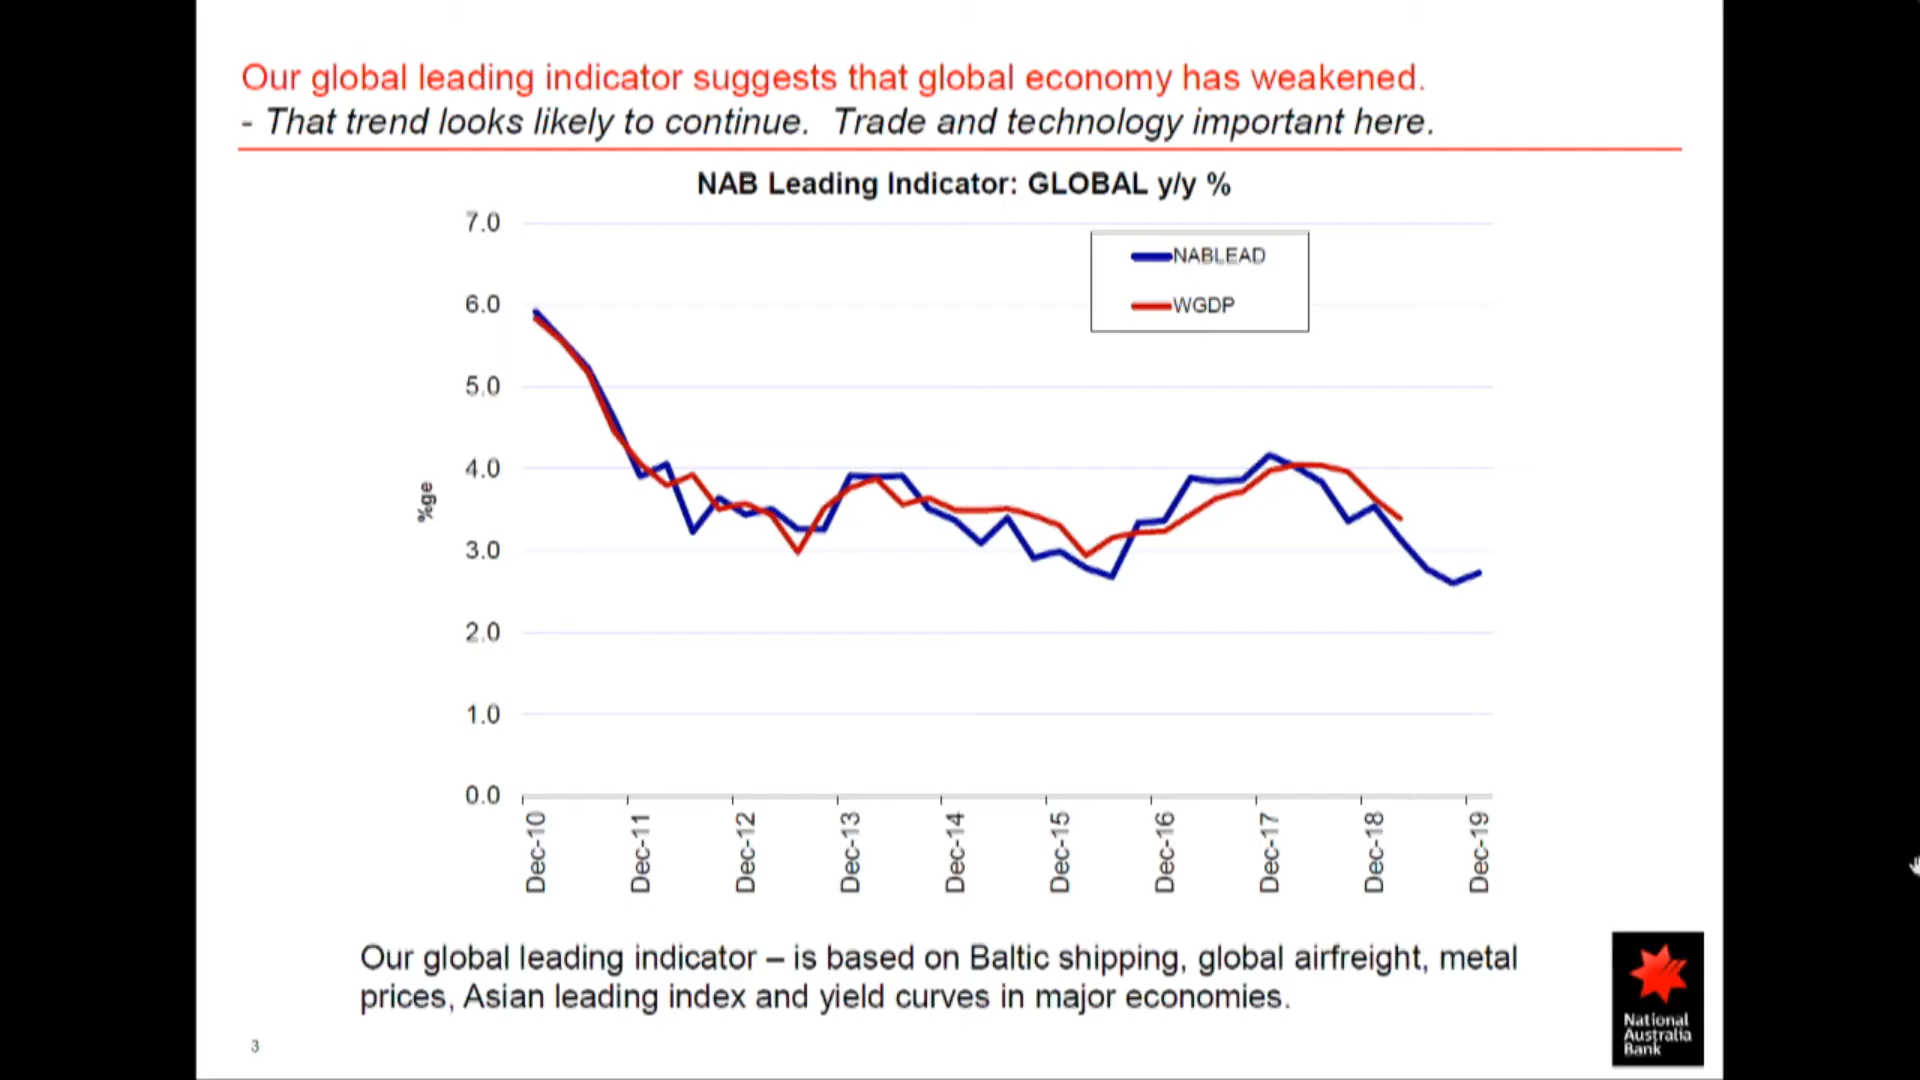 Our global leading indicator suggests that global economy has weakened.
- That trend looks likely to continue. Trade and technology important here.
NAB Leading Indicator: GLOBAL y/y %
7.0
NABLEAD
6.0
WGDP
5.0
4.0
%ge
3.0
2.0
1.0
0.0
Dec-10 Dec-11 Dec-12 Dec-13 Dec-14 Dec-15 Dec-16 Dec-17 Dec-18 Dec-19
Our global leading indicator – is based on Baltic shipping, global airfreight, metal
prices, Asian leading index and yield curves in major economies.
National
Australia
Bank
3